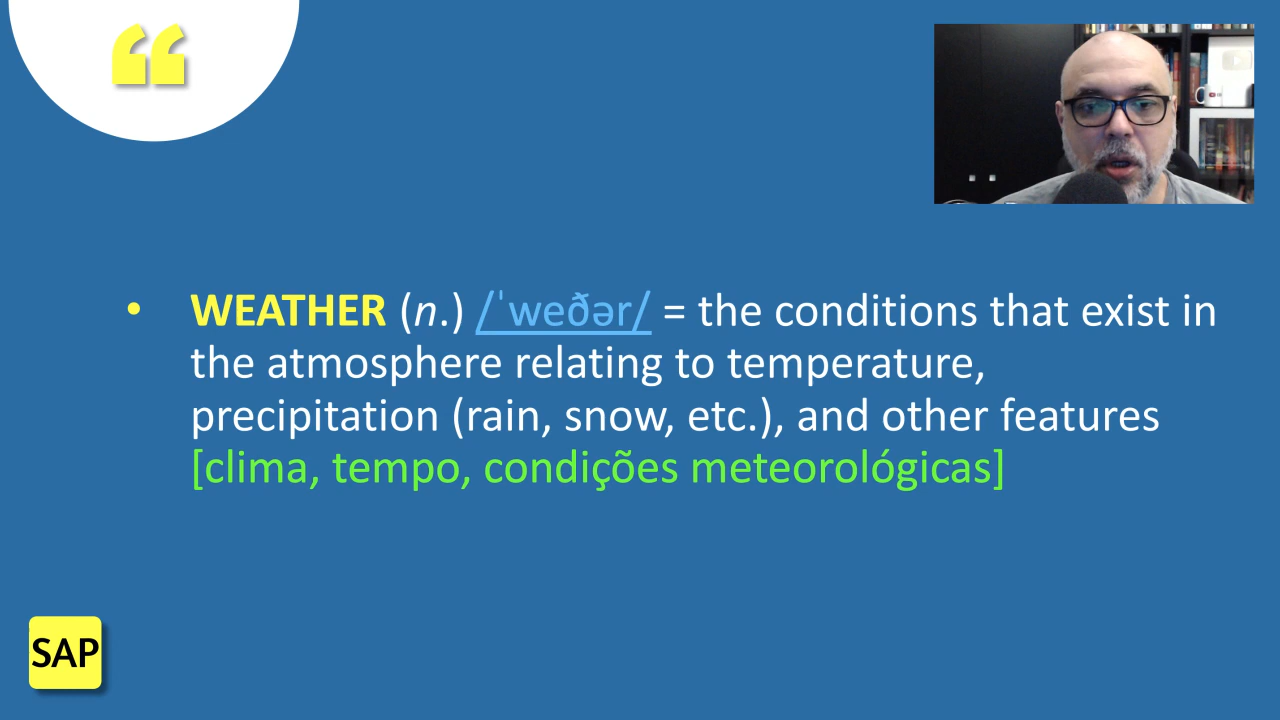 “
• WEATHER (n.) /ˈweðər/ = the conditions that exist in
the atmosphere relating to temperature,
precipitation (rain, snow, etc.), and other features
[clima, tempo, condições meteorológicas]
SAP